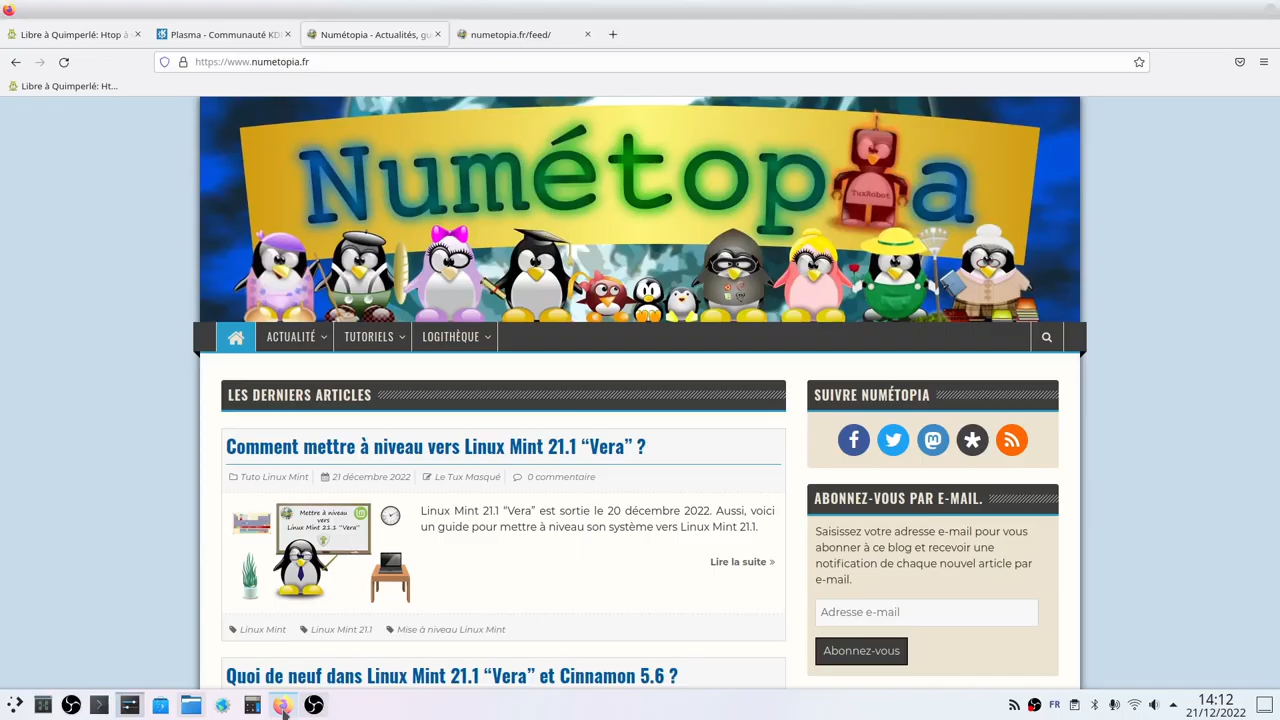 Libre à Quimperlé: Htop à
Plasma - Communauté KD
Numétopia - Actualités, gu
numetopia.fr/feed/
https://www.numetopia.fr
Libre à Quimperlé: Ht...
Numétopia
TuxRobot
ACTUALITÉ
TUTORIELS
LOGITHÈQUE
LES DERNIERS ARTICLES
Comment mettre à niveau vers Linux Mint 21.1 “Vera” ?
Tuto Linux Mint
21 décembre 2022
Le Tux Masqué
0 commentaire
Mettre à niveau
vers
Linux Mint 21.1 “Vera”
Linux Mint 21.1 “Vera” est sortie le 20 décembre 2022. Aussi, voici
un guide pour mettre à niveau son système vers Linux Mint 21.1.
Lire la suite »
Linux Mint
Linux Mint 21.1
Mise à niveau Linux Mint
Quoi de neuf dans Linux Mint 21.1 “Vera” et Cinnamon 5.6 ?
SUIVRE NUMÉTOPIA
ABONNEZ-VOUS PAR E-MAIL.
Saisissez votre adresse e-mail pour vous
abonner à ce blog et recevoir une
notification de chaque nouvel article par
e-mail.
Adresse e-mail
Abonnez-vous
FR
14:12
21/12/2022